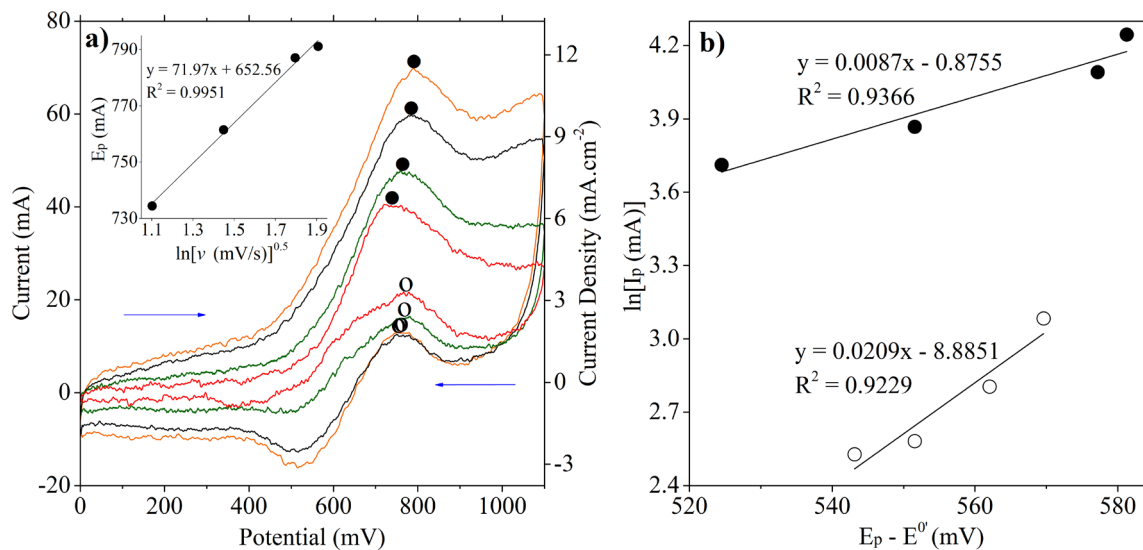 a)
80
60
40
20
0
-20
Current (mA)
0
200
400
600
800
1000
Potential (mV)
12
9
6
3
0
-3
Current Density (mA.cm-2)
790
770
750
730
Ep (mA)
1.1
1.3
1.5
1.7
1.9
ln[v (mV/s)]0.5
y = 71.97x + 652.56
R2 = 0.9951
b)
4.2
3.9
3.6
3.3
3.0
2.7
2.4
ln[Ip (mA)]
520
540
560
580
Ep - E0' (mV)
y = 0.0087x - 0.8755
R2 = 0.9366
y = 0.0209x - 8.8851
R2 = 0.9229